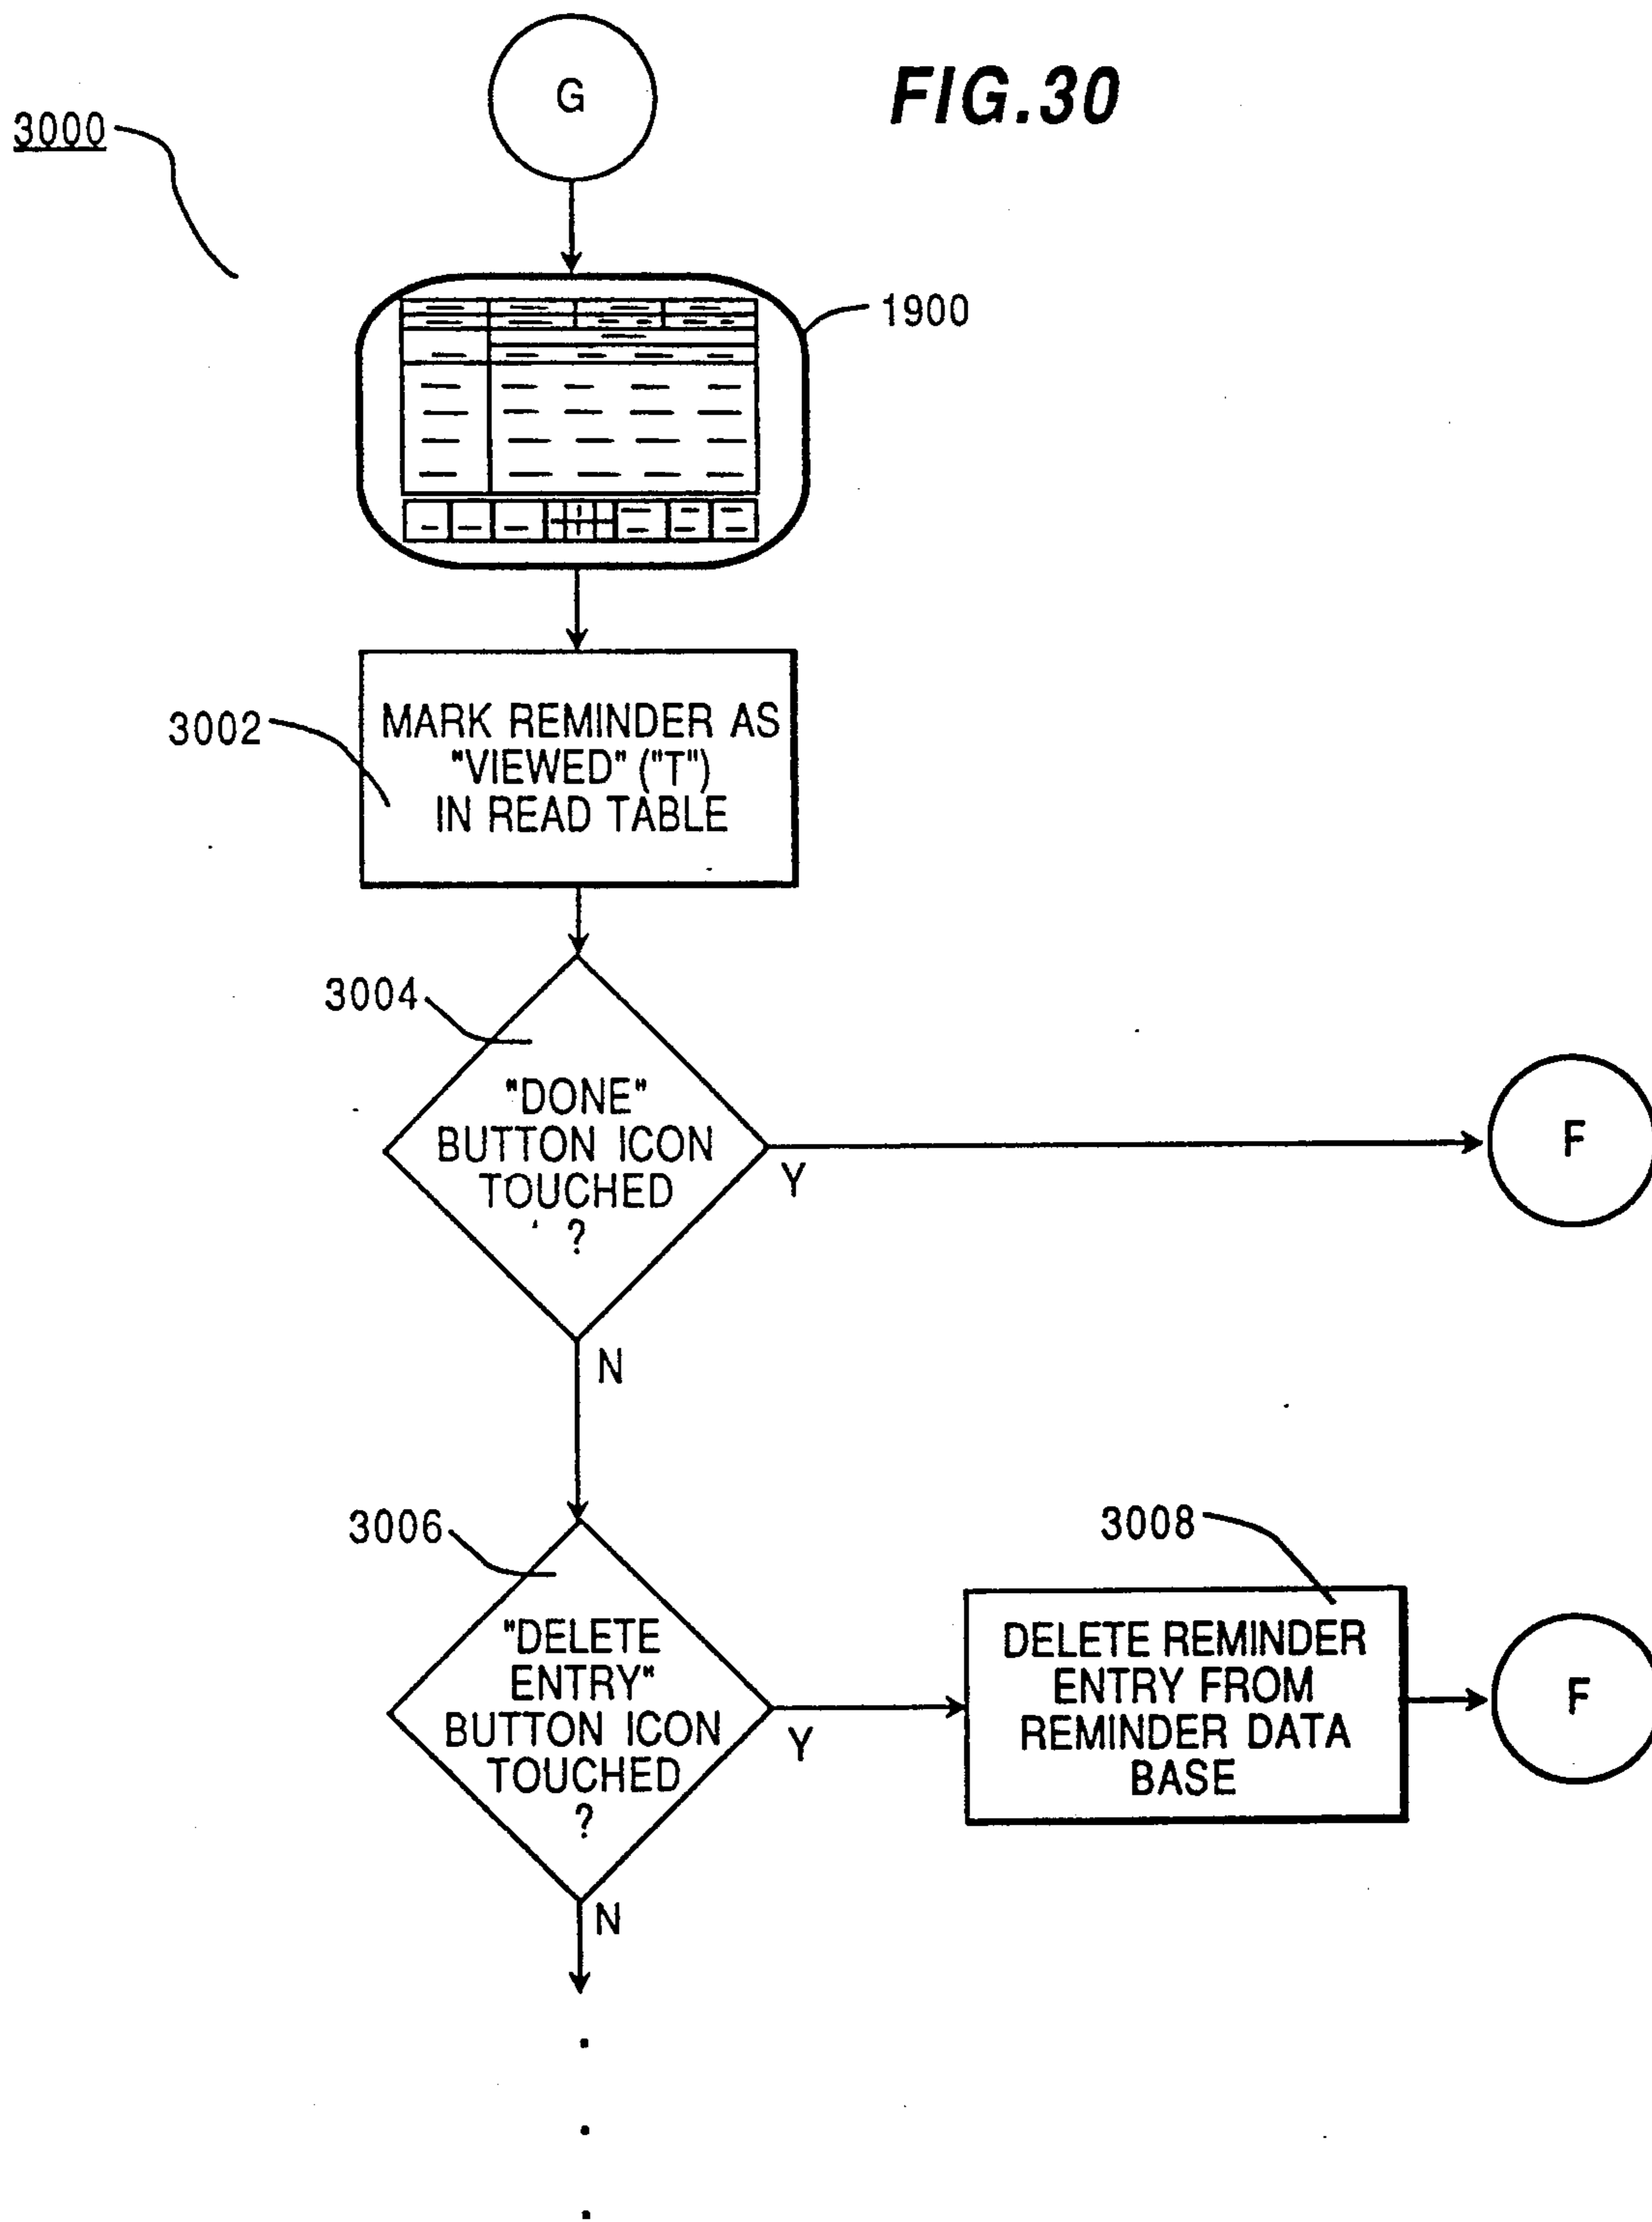 G
FIG.30
3000
1900
3002
MARK REMINDER AS
"VIEWED" ("T")
IN READ TABLE
3004
"DONE"
BUTTON ICON
TOUCHED
?
Y
F
N
3006
"DELETE
ENTRY"
BUTTON ICON
TOUCHED
?
Y
3008
DELETE REMINDER
ENTRY FROM
REMINDER DATA
BASE
F
N